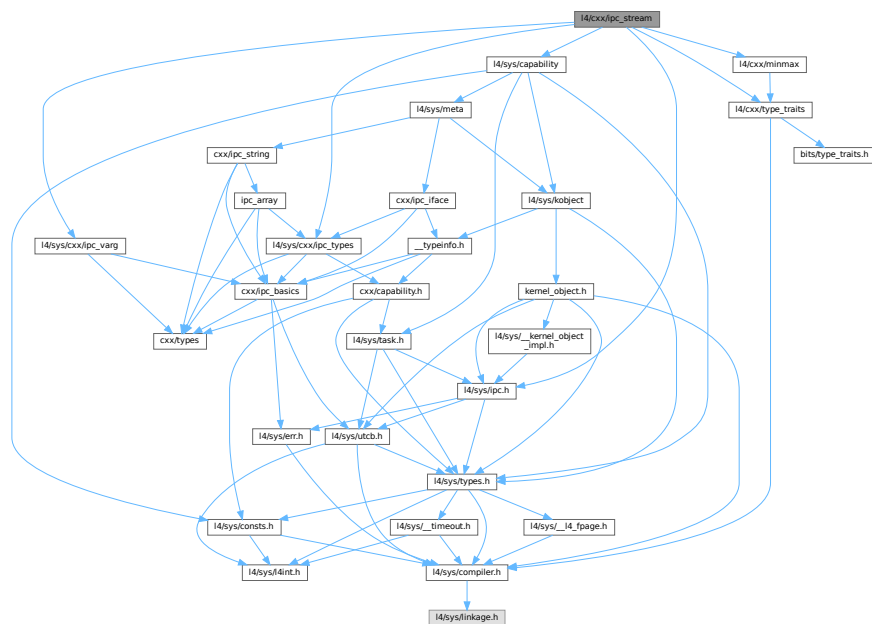 l4/cxx/ipc_stream
l4/sys/capability
l4/cxx/minmax
l4/sys/meta
l4/cxx/type_traits
cxx/ipc_string
bits/type_traits.h
ipc_array
cxx/ipc_iface
l4/sys/kobject
l4/sys/cxx/ipc_varg
l4/sys/cxx/ipc_types
__typeinfo.h
cxx/ipc_basics
cxx/capability.h
kernel_object.h
cxx/types
l4/sys/task.h
l4/sys/__kernel_object
_impl.h
l4/sys/ipc.h
l4/sys/err.h
l4/sys/utcb.h
l4/sys/types.h
l4/sys/consts.h
l4/sys/__timeout.h
l4/sys/__l4_fpage.h
l4/sys/l4int.h
l4/sys/compiler.h
l4/sys/linkage.h